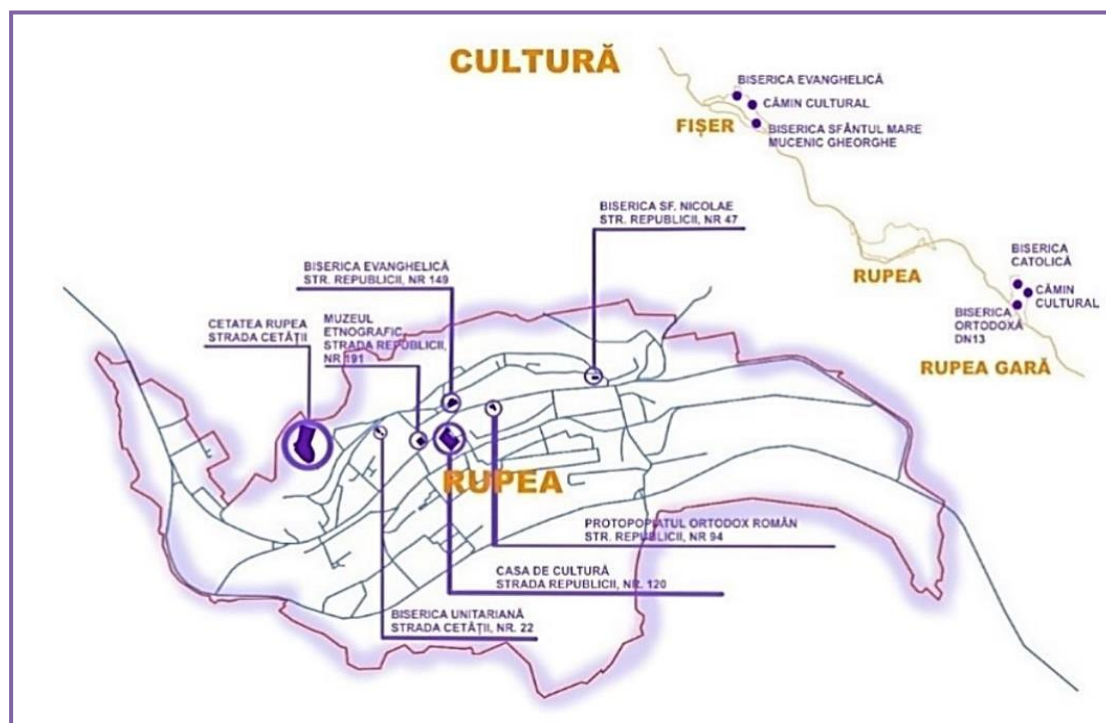 CULTURĂ
BISERICA EVANGHELICĂ
CĂMIN CULTURAL
FIȘER
BISERICA SFÂNTUL MARE
MUCENIC GHEORGHE
BISERICA SF. NICOLAE
STR. REPUBLICII, NR 47
BISERICA
CATOLICĂ
RUPEA
CĂMIN
CULTURAL
BISERICA
ORTODOXĂ
DN13
RUPEA GARĂ
BISERICA EVANGHELICĂ
STR. REPUBLICII, NR 149
CETATEA RUPEA
STRADA CETĂȚII
MUZEUL
ETNOGRAFIC,
STRADA REPUBLICII,
NR 191
RUPEA
PROTOPOPIATUL ORTODOX ROMÂN
STR. REPUBLICII, NR 94
CASA DE CULTURĂ
STRADA REPUBLICII, NR. 120
BISERICA UNITARIANĂ
STRADA CETĂȚII, NR. 22